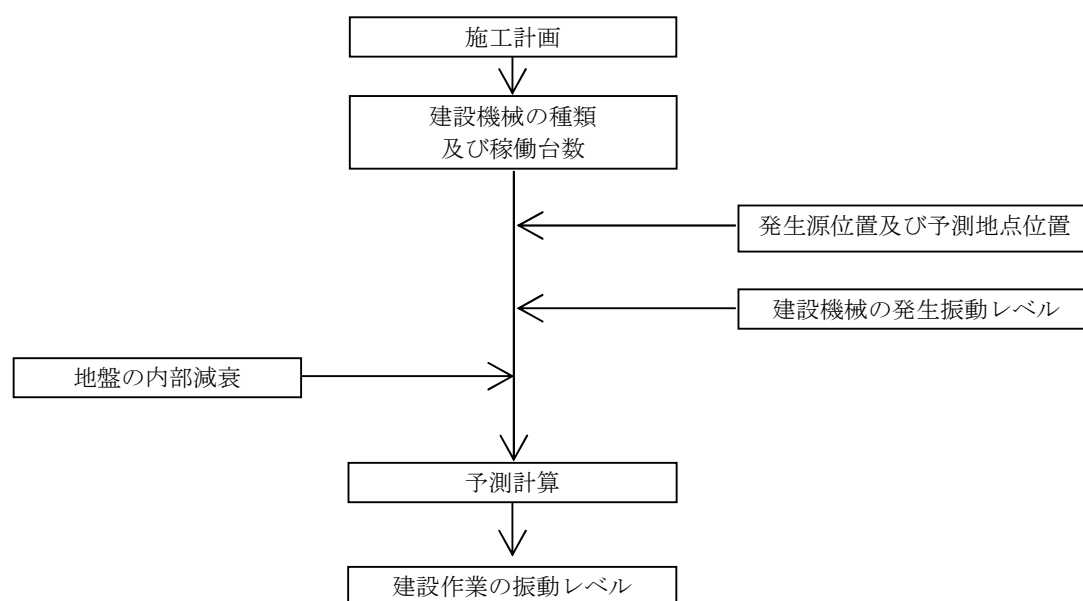 施工計画
建設機械の種類
及び稼働台数
発生源位置及び予測地点位置
建設機械の発生振動レベル
地盤の内部減衰
予測計算
建設作業の振動レベル